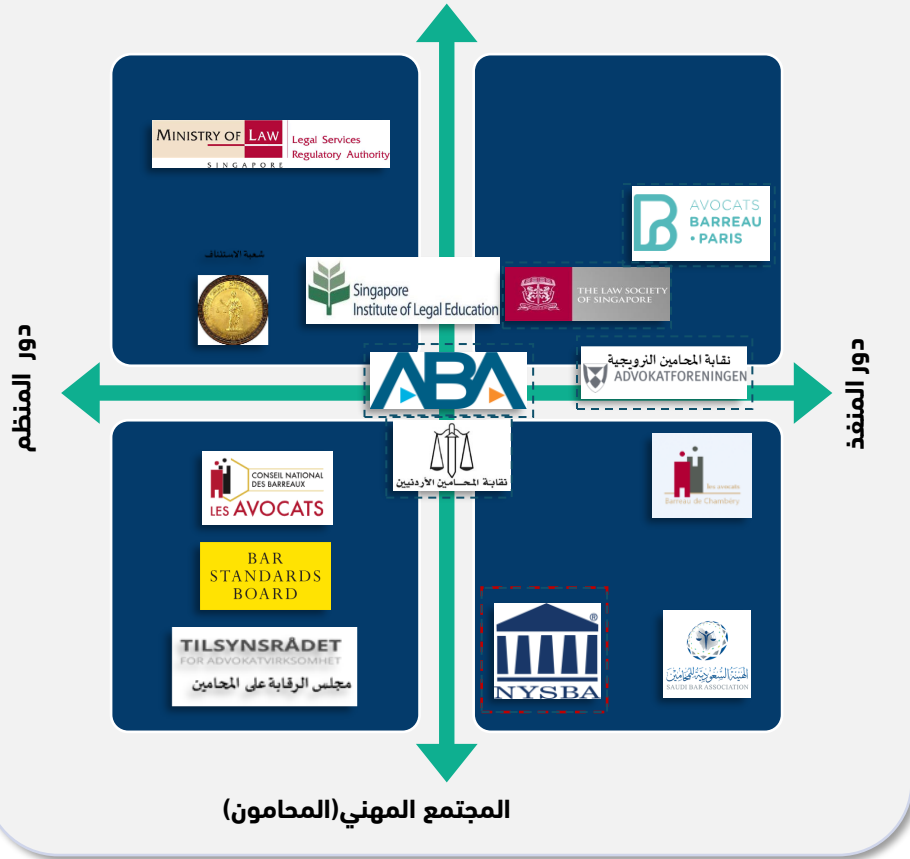 MINISTRY OF LAW
SINGAPORE
Legal Services
Regulatory Authority
AVOCATS
BARREAU
• PARIS
شعبة الاستئناف
Singapore
Institute of Legal Education
THE LAW SOCIETY
OF SINGAPORE
دور المنظم
دور المنفذ
ABA
نقابة المحامين النرويجية
ADVOKATFORENINGEN
نقابة المحامين الأردنيين
CONSEIL NATIONAL
DES BARREAUX
LES AVOCATS
les avocats
Barreau de Chambéry
BAR
STANDARDS
BOARD
TILSYNSRÅDET
FOR ADVOKATVIRKSOMHET
مجلس الرقابة على المحامين
®
NYSBA
الهيئة السعودية للمحامين
SAUDI BAR ASSOCIATION
المجتمع المهني(المحامون)